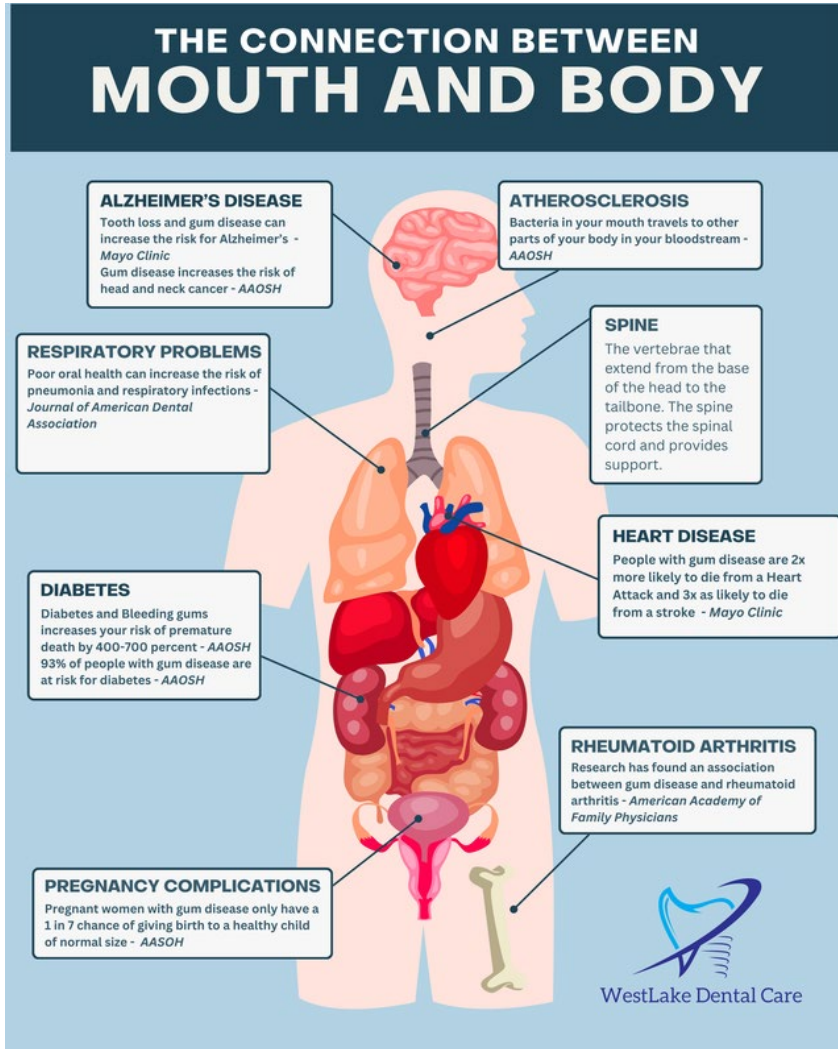 THE CONNECTION BETWEEN
MOUTH AND BODY
ALZHEIMER'S DISEASE
Tooth loss and gum disease can
increase the risk for Alzheimer's -
Mayo Clinic
Gum disease increases the risk of
head and neck cancer - AAOSH
ATHEROSCLEROSIS
Bacteria in your mouth travels to other
parts of your body in your bloodstream -
AAOSH
RESPIRATORY PROBLEMS
Poor oral health can increase the risk of
pneumonia and respiratory infections -
Journal of American Dental
Association
SPINE
The vertebrae that
extend from the base
of the head to the
tailbone. The spine
protects the spinal
cord and provides
support.
HEART DISEASE
People with gum disease are 2x
more likely to die from a Heart
Attack and 3x as likely to die
from a stroke - Mayo Clinic
DIABETES
Diabetes and Bleeding gums
increases your risk of premature
death by 400-700 percent - AAOSH
93% of people with gum disease are
at risk for diabetes - AAOSH
RHEUMATOID ARTHRITIS
Research has found an association
between gum disease and rheumatoid
arthritis - American Academy of
Family Physicians
PREGNANCY COMPLICATIONS
Pregnant women with gum disease only have a
1 in 7 chance of giving birth to a healthy child
of normal size - AASOH
WestLake Dental Care